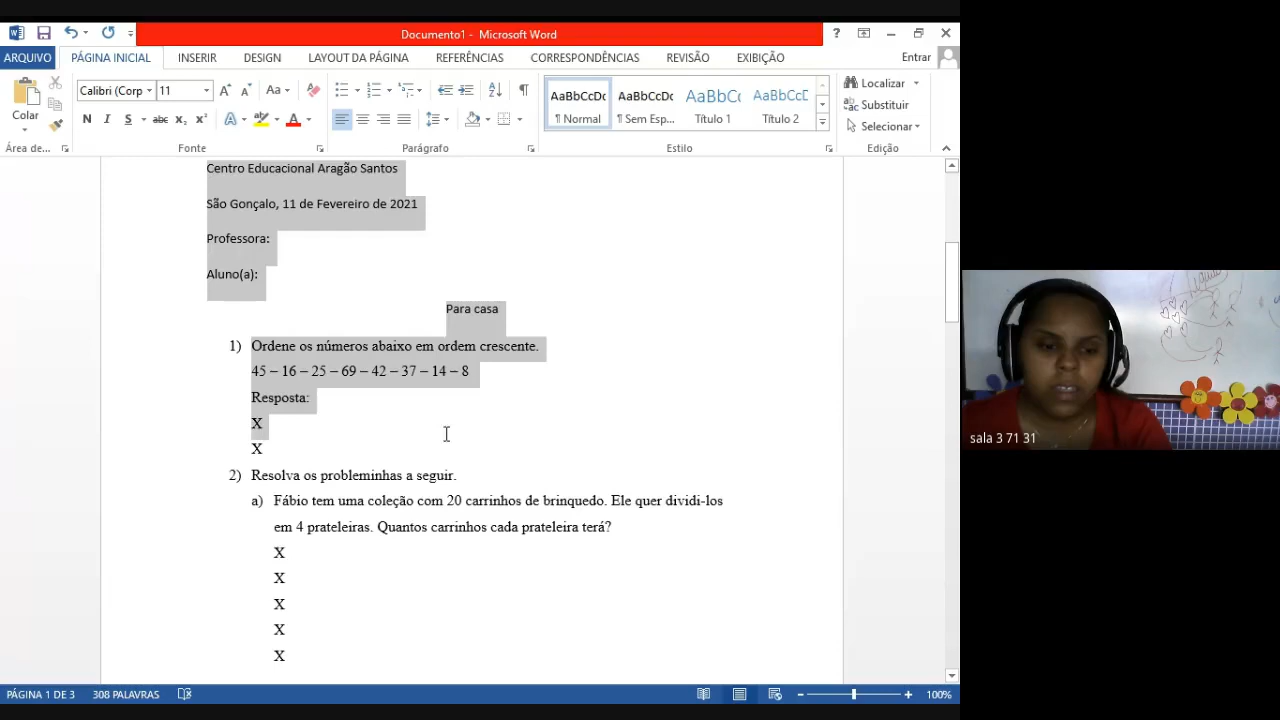 Documento1 - Microsoft Word
ARQUIVO PÁGINA INICIAL INSERIR DESIGN LAYOUT DA PÁGINA REFERÊNCIAS CORRESPONDÊNCIAS REVISÃO EXIBIÇÃO Entrar
Colar
Calibri (Corp 11
Aa
N I S abc x₂ x² A A
AaBbCcDc AaBbCcDc AaBbCc AaBbCcD
¶ Normal ¶ Sem Esp... Título 1 Título 2
Localizar
Substituir
Selecionar
Área de... Fonte Parágrafo Estilo Edição
Centro Educacional Aragão Santos
São Gonçalo, 11 de Fevereiro de 2021
Professora:
Aluno(a):
Para casa
1) Ordene os números abaixo em ordem crescente.
45 – 16 – 25 – 69 – 42 – 37 – 14 – 8
Resposta:
X
X
2) Resolva os probleminhas a seguir.
a) Fábio tem uma coleção com 20 carrinhos de brinquedo. Ele quer dividi-los
em 4 prateleiras. Quantos carrinhos cada prateleira terá?
X
X
X
X
X
sala 3 71 31
PÁGINA 1 DE 3 308 PALAVRAS 100%